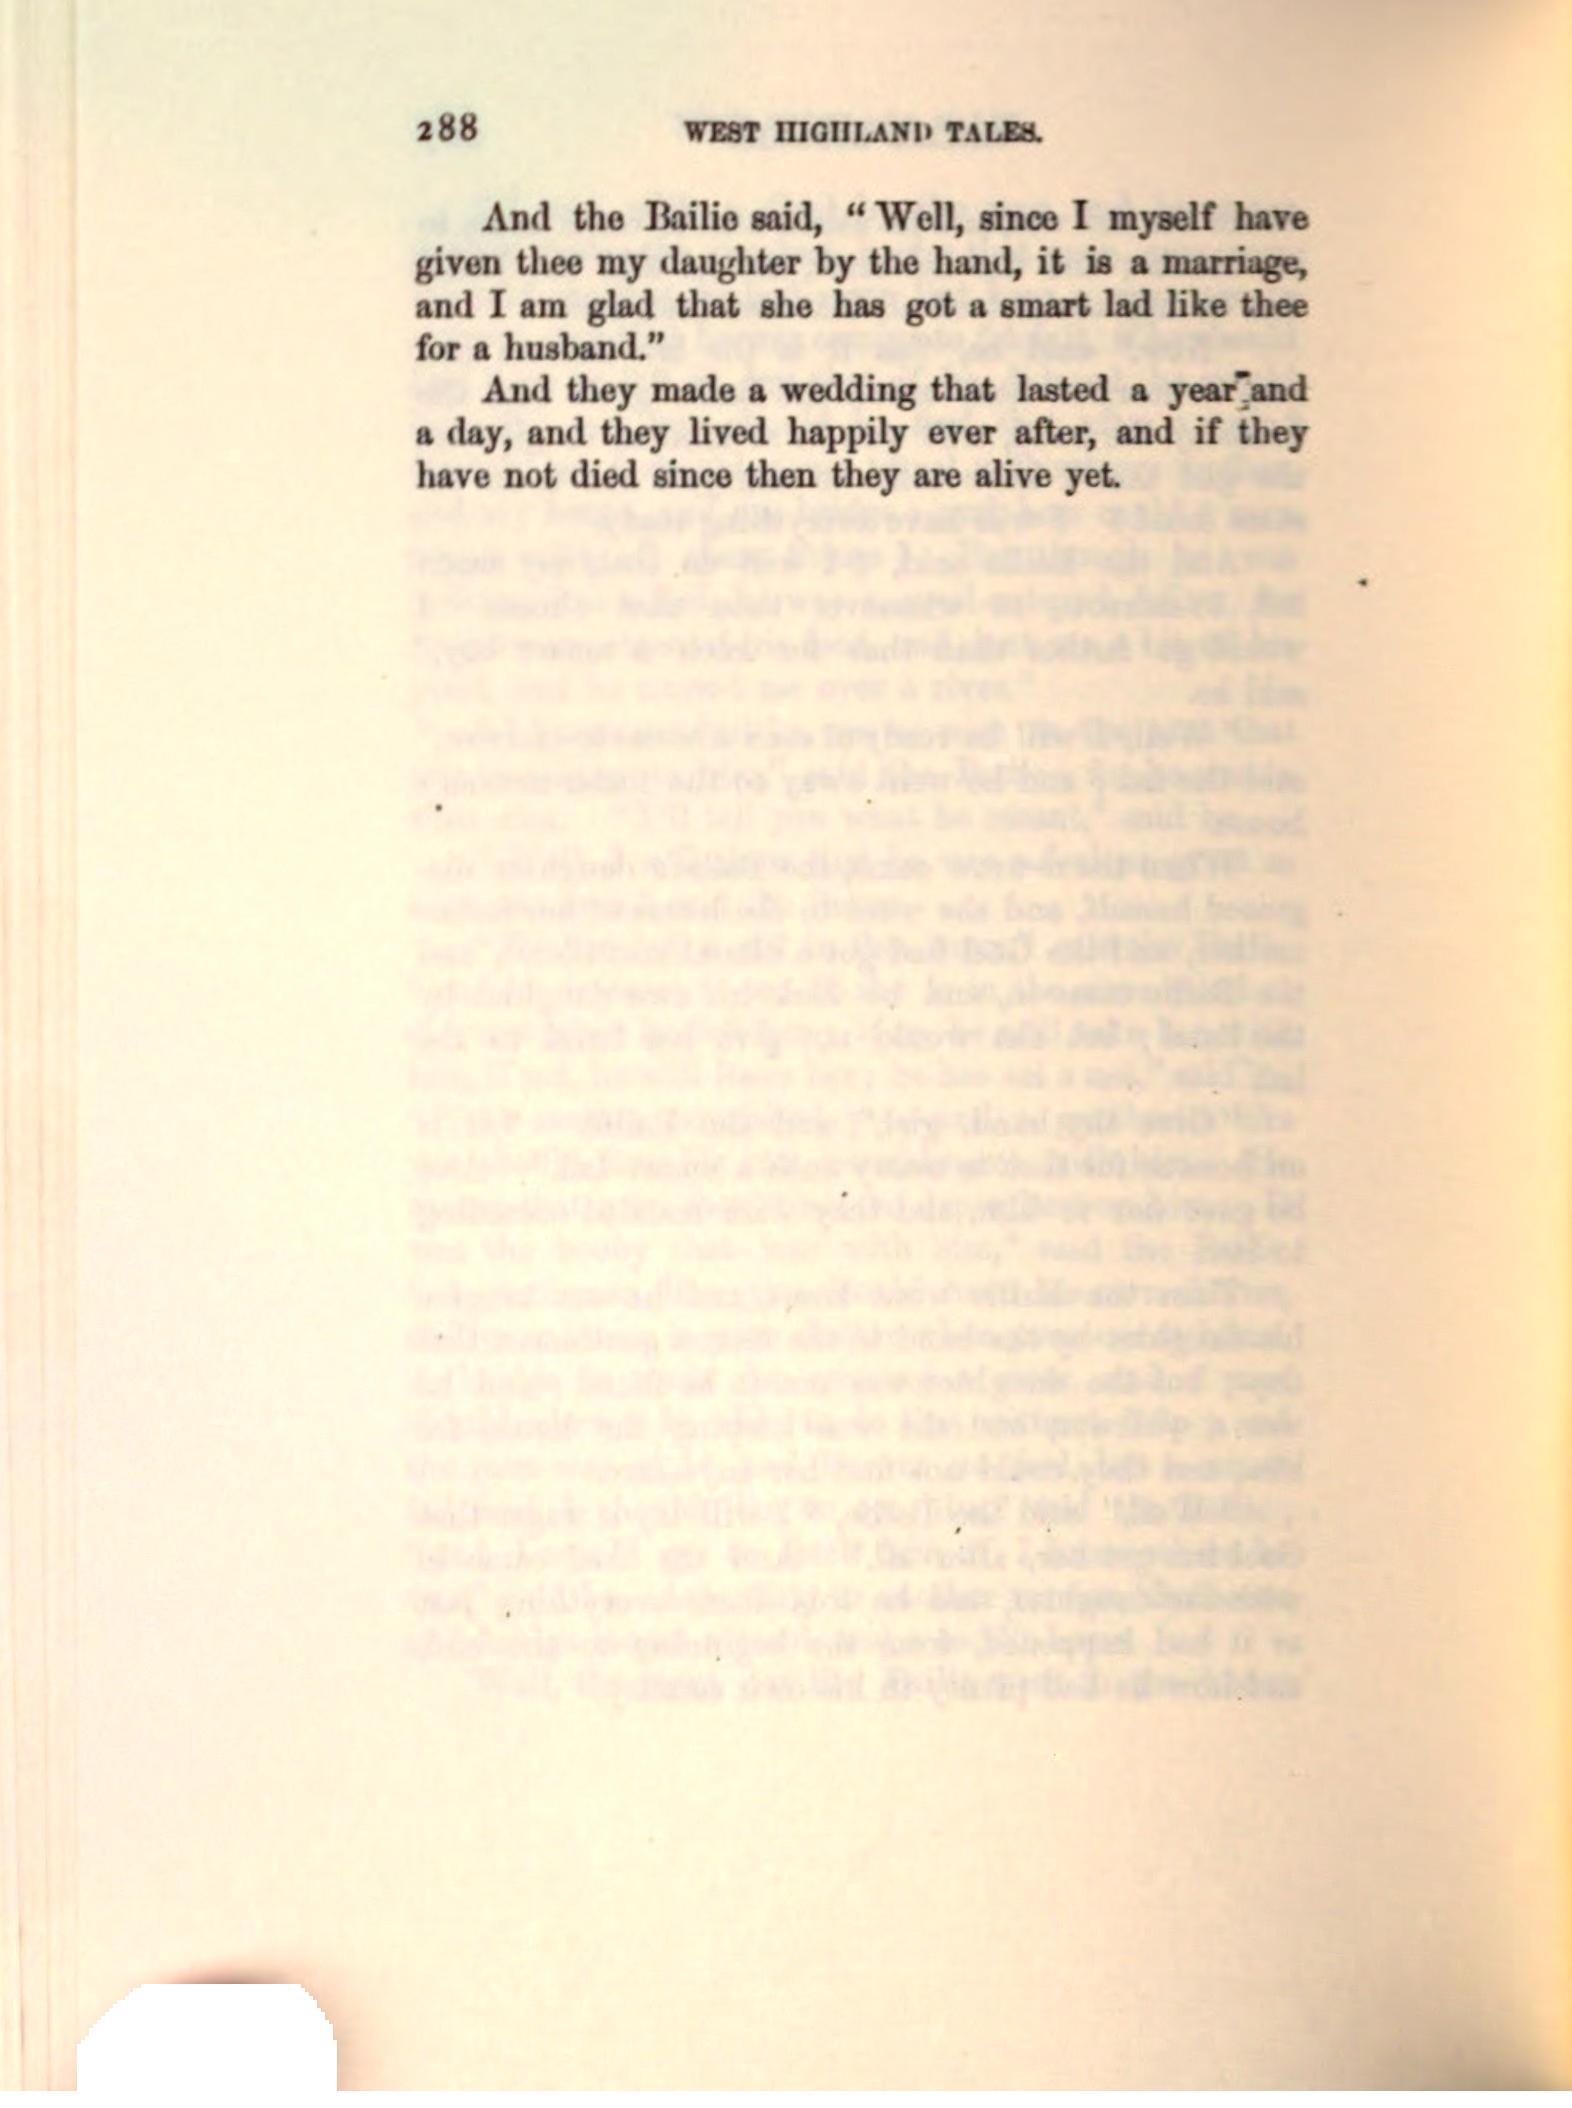 288 WEST HIGHLAND TALES.
And the Bailie said, “Well, since I myself have
given thee my daughter by the hand, it is a marriage,
and I am glad that she has got a smart lad like thee
for a husband.”
And they made a wedding that lasted a year and
a day, and they lived happily ever after, and if they
have not died since then they are alive yet.